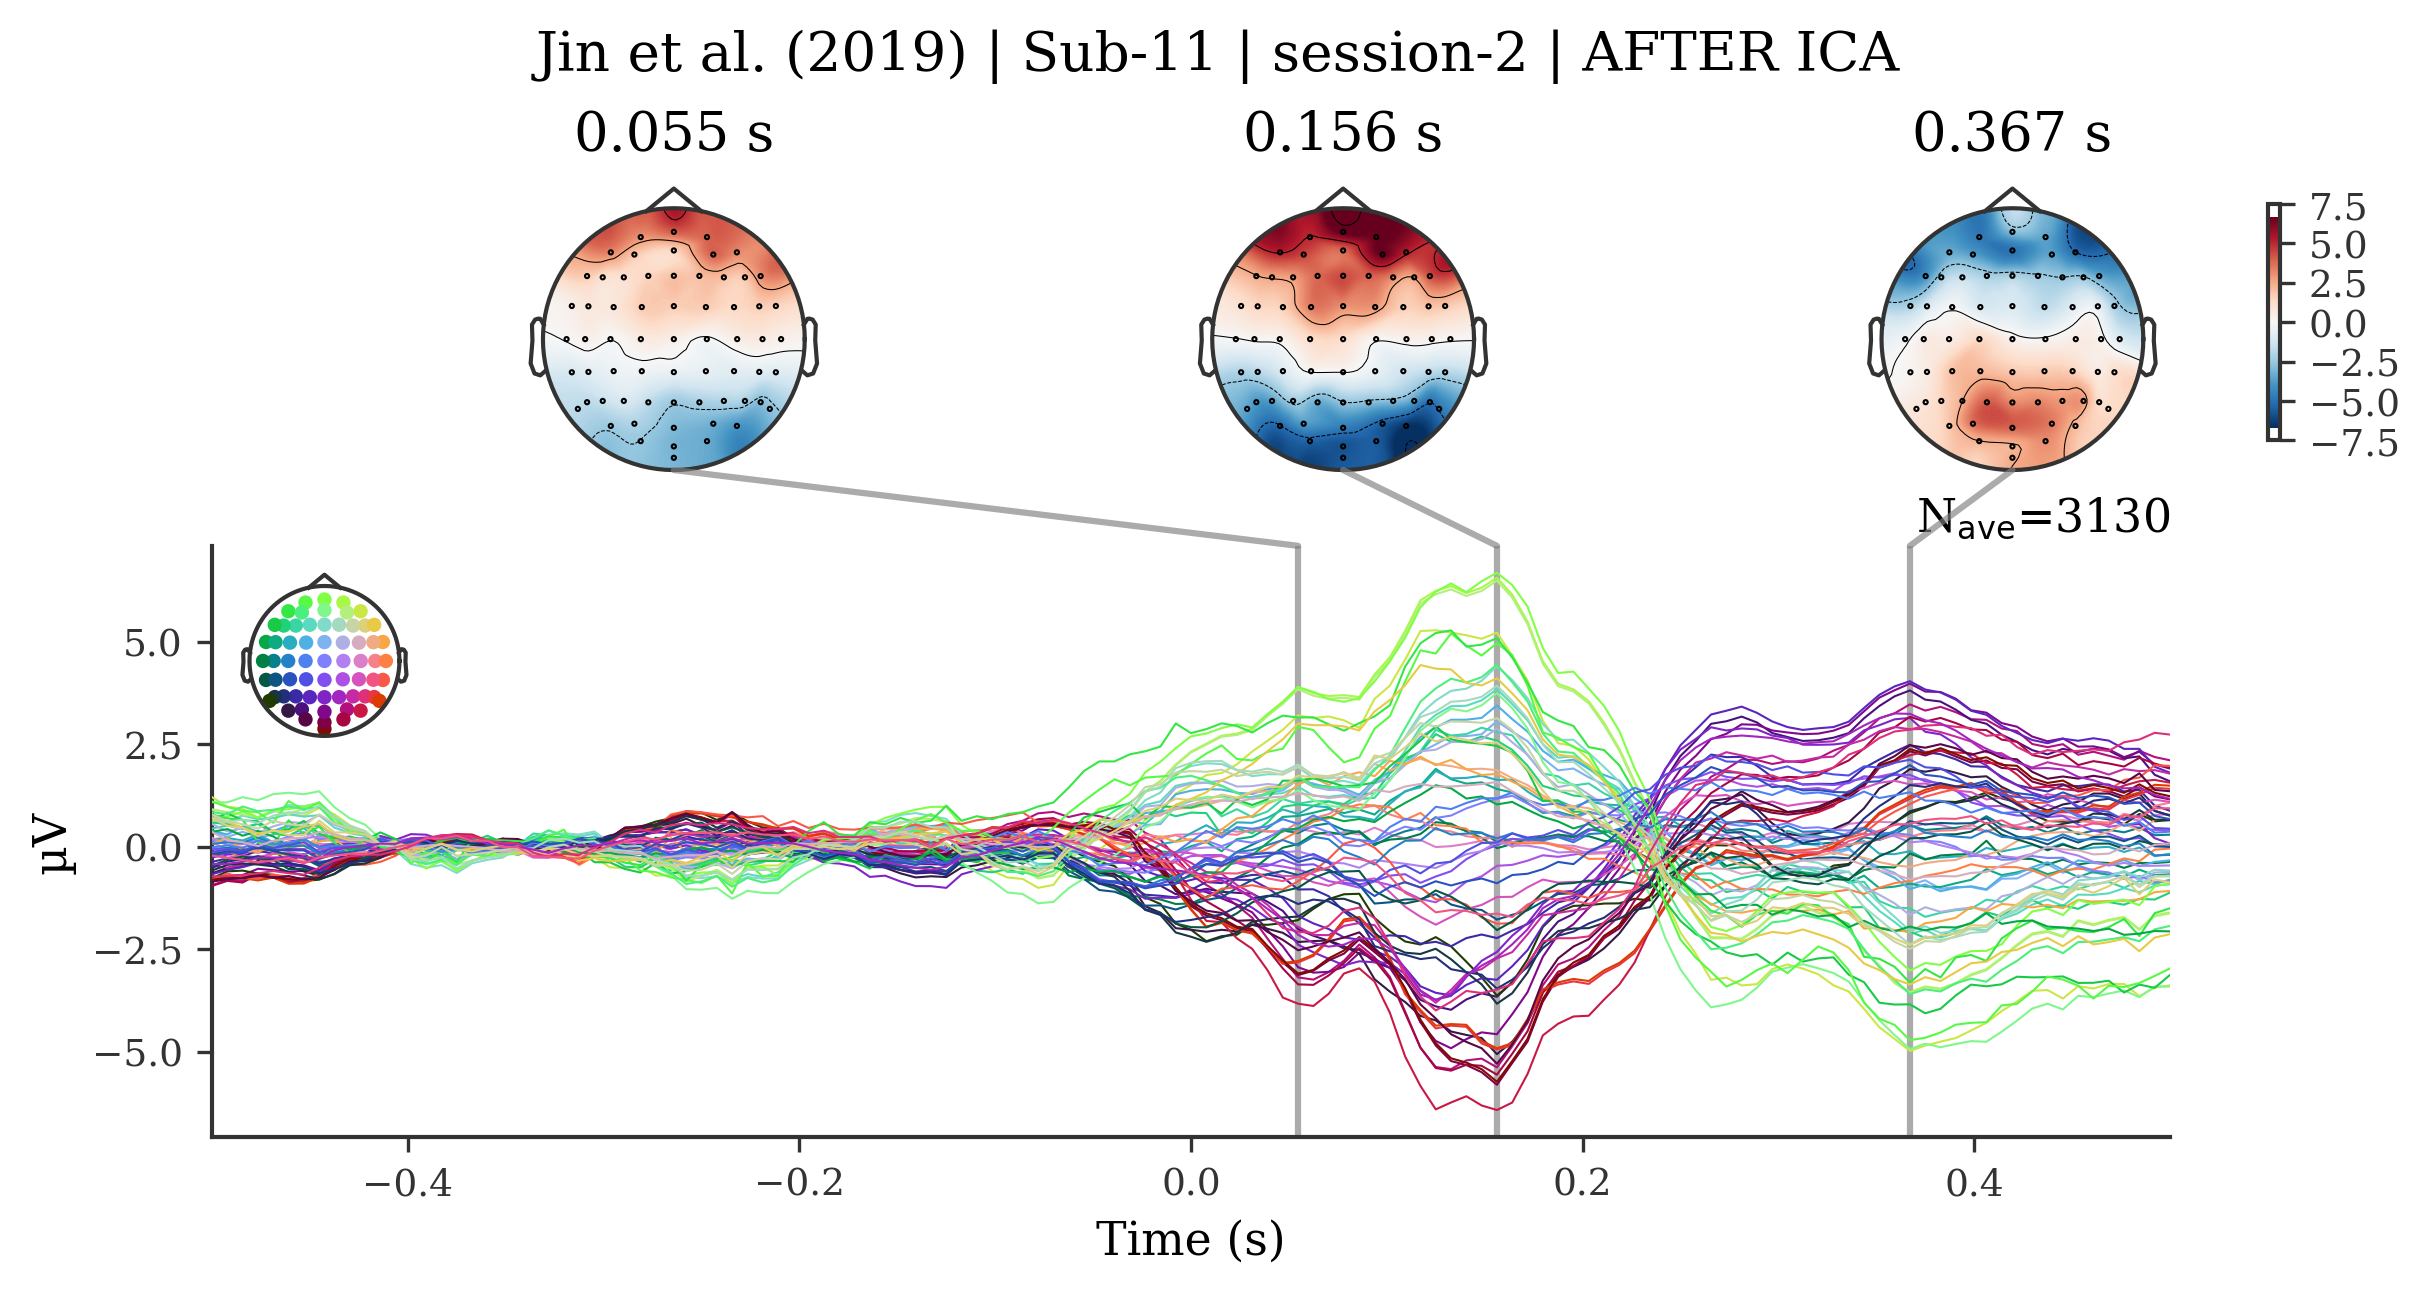 Jin et al. (2019) | Sub-11 | session-2 | AFTER ICA
0.055 s
0.156 s
0.367 s
7.5
5.0
2.5
0.0
−2.5
−5.0
−7.5
Nave=3130
5.0
2.5
0.0
−2.5
−5.0
µV
−0.4
−0.2
0.0
0.2
0.4
Time (s)